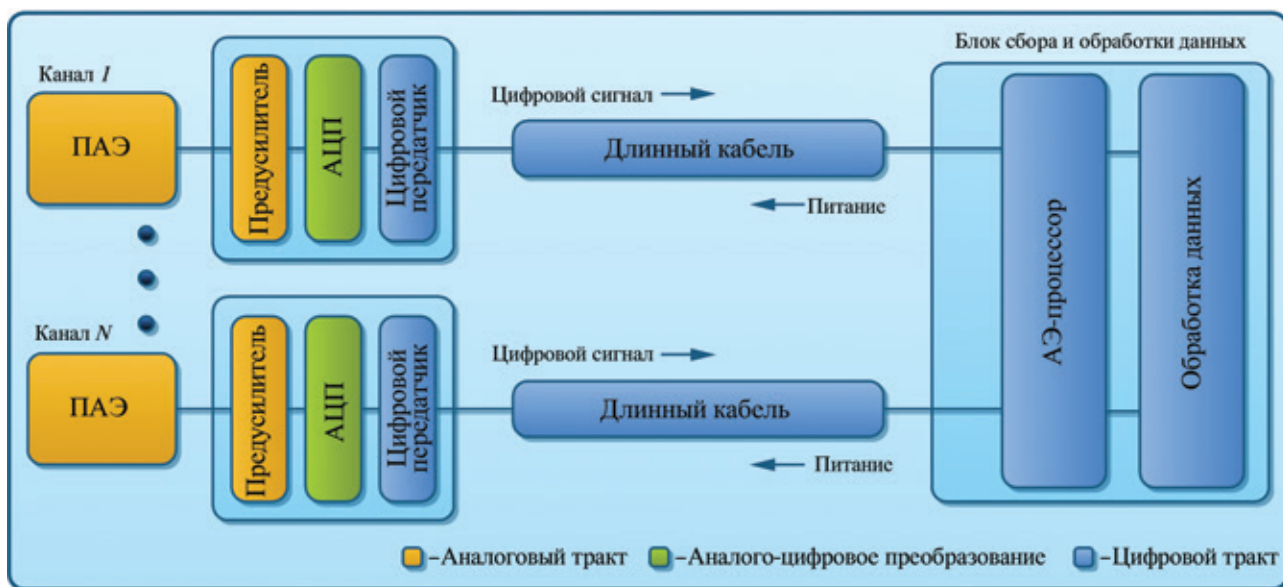 Блок сбора и обработки данных
Канал 1
ПАЭ
Предусилитель
АЦП
Цифровой
передатчик
Цифровой сигнал
Длинный кабель
Питание
АЭ-процессор
Обработка данных
Канал N
ПАЭ
Предусилитель
АЦП
Цифровой
передатчик
Цифровой сигнал
Длинный кабель
Питание
–Аналоговый тракт –Аналого-цифровое преобразование –Цифровой тракт